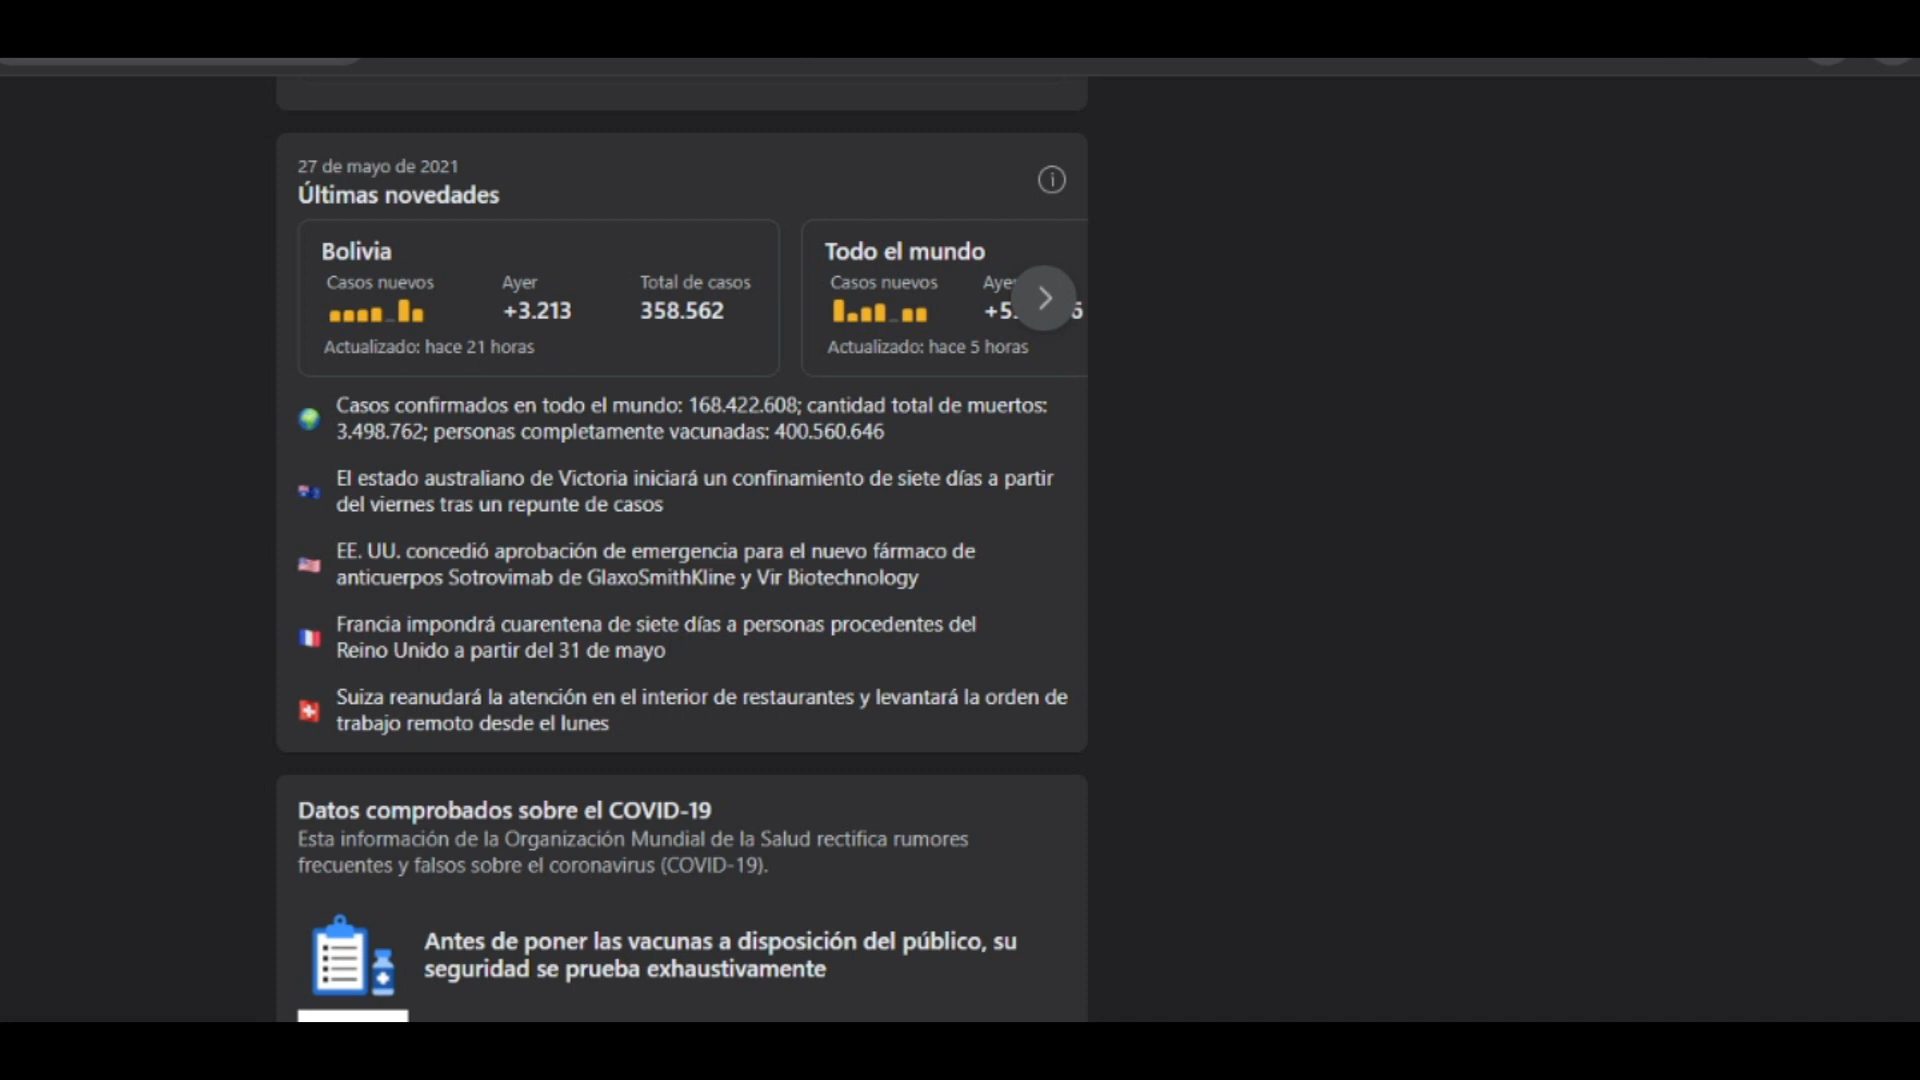 27 de mayo de 2021
Últimas novedades
Bolivia
Casos nuevos
Ayer
+3.213
Total de casos
358.562
Actualizado: hace 21 horas
Todo el mundo
Casos nuevos
Actualizado: hace 5 horas
Casos confirmados en todo el mundo: 168.422.608; cantidad total de muertos:
3.498.762; personas completamente vacunadas: 400.560.646
El estado australiano de Victoria iniciará un confinamiento de siete días a partir
del viernes tras un repunte de casos
EE. UU. concedió aprobación de emergencia para el nuevo fármaco de
anticuerpos Sotrovimab de GlaxoSmithKline y Vir Biotechnology
Francia impondrá cuarentena de siete días a personas procedentes del
Reino Unido a partir del 31 de mayo
Suiza reanudará la atención en el interior de restaurantes y levantará la orden de
trabajo remoto desde el lunes
Datos comprobados sobre el COVID-19
Esta información de la Organización Mundial de la Salud rectifica rumores
frecuentes y falsos sobre el coronavirus (COVID-19).
Antes de poner las vacunas a disposición del público, su
seguridad se prueba exhaustivamente